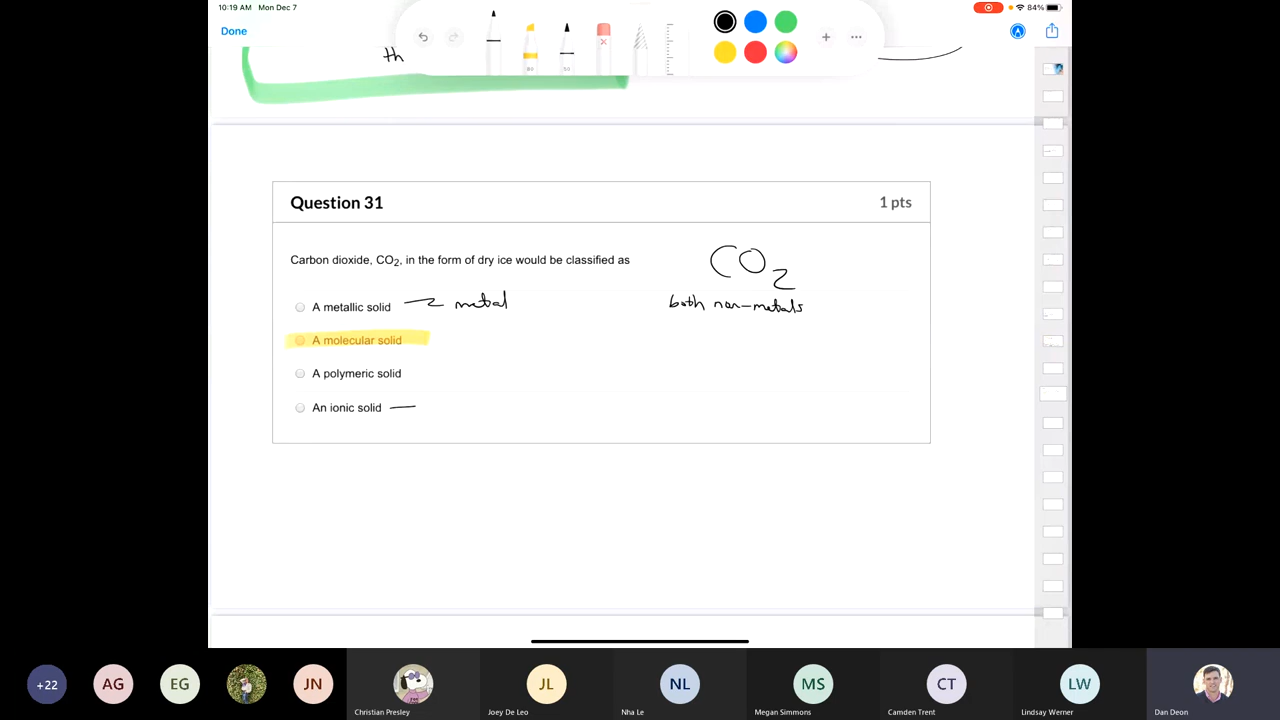 10:19 AM Mon Dec 7
84%
Done
th
80
50
Question 31
1 pts
Carbon dioxide, CO2, in the form of dry ice would be classified as
CO2
A metallic solid
metal
both non-metals
A molecular solid
A polymeric solid
An ionic solid
+22
AG
EG
JN
JL
NL
MS
CT
LW
Christian Presley
Joey De Leo
Nha Le
Megan Simmons
Camden Trent
Lindsay Werner
Dan Deon